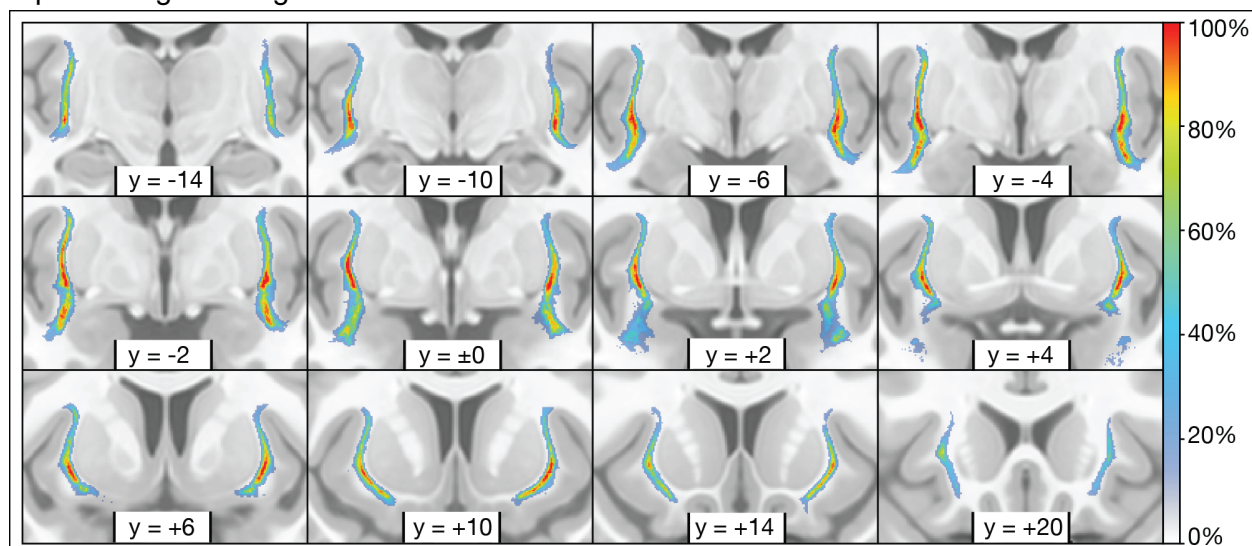 100%
y = -14
y = -10
y = -6
y = -4
80%
60%
y = -2
y = ±0
y = +2
y = +4
40%
20%
y = +6
y = +10
y = +14
y = +20
0%